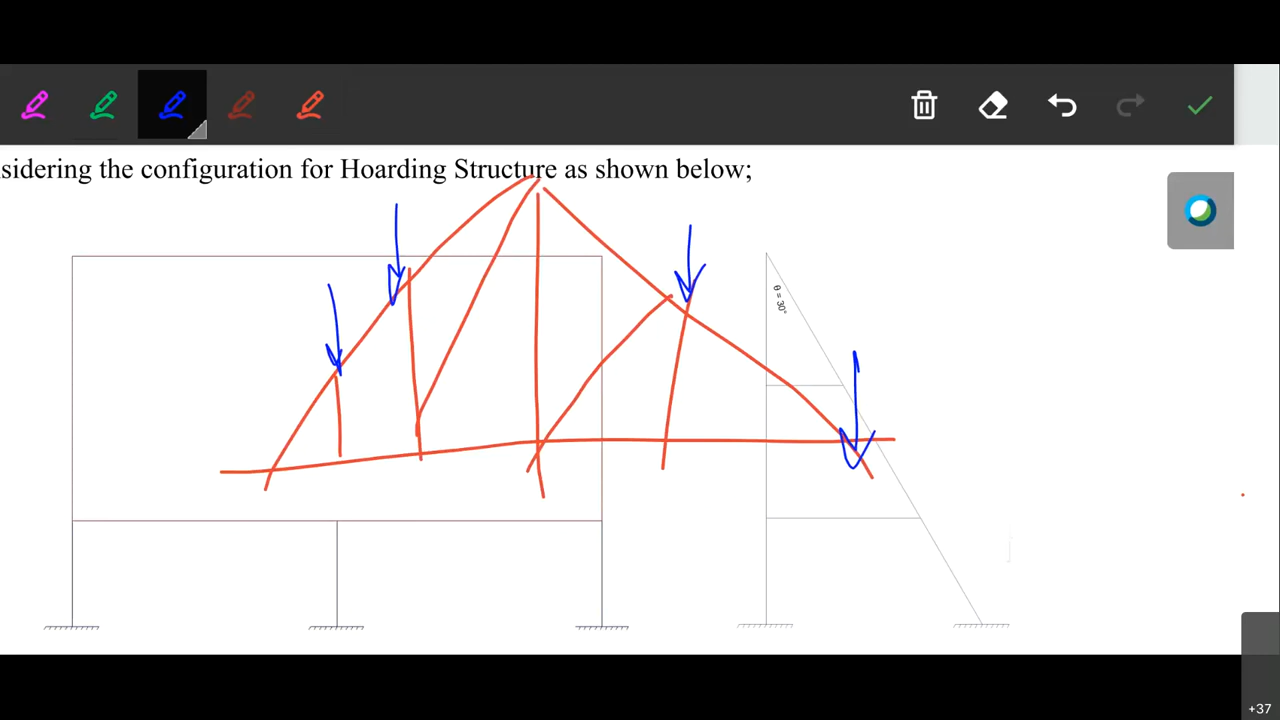 sidering the configuration for Hoarding Structure as shown below;
θ = 30°
+37